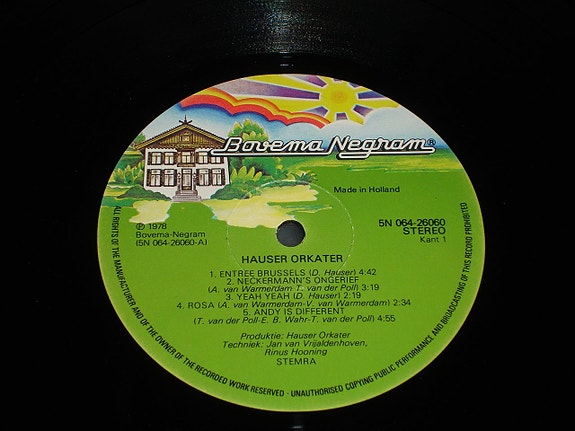 Bovema Negram®
Made in Holland
℗ 1978
Bovema-Negram
(5N 064-26060-A)
5N 064-26060
STEREO
Kant 1
HAUSER ORKATER
1. ENTREE BRUSSELS (D. Hauser) 4:42
2. NECKERMANN'S ONGERIEF
(A. van Warmerdam T. van der Poll) 3:19
3. YEAH YEAH (D. Hauser) 2:19
4. ROSA (A. van Warmerdam-V. van Warmerdam) 2:34
5. ANDY IS DIFFERENT
(T. van der Poll-E. B. Wahr-T. van der Poll) 4:55
Produktie: Hauser Orkater
Techniek: Jan van Vrijaldenhoven,
Rinus Hooning
STEMRA
ALL RIGHTS OF THE MANUFACTURER AND OF THE OWNER OF THE RECORDED WORK RESERVED · UNAUTHORISED COPYING PUBLIC PERFORMANCE AND BROADCASTING OF THIS RECORD PROHIBITED